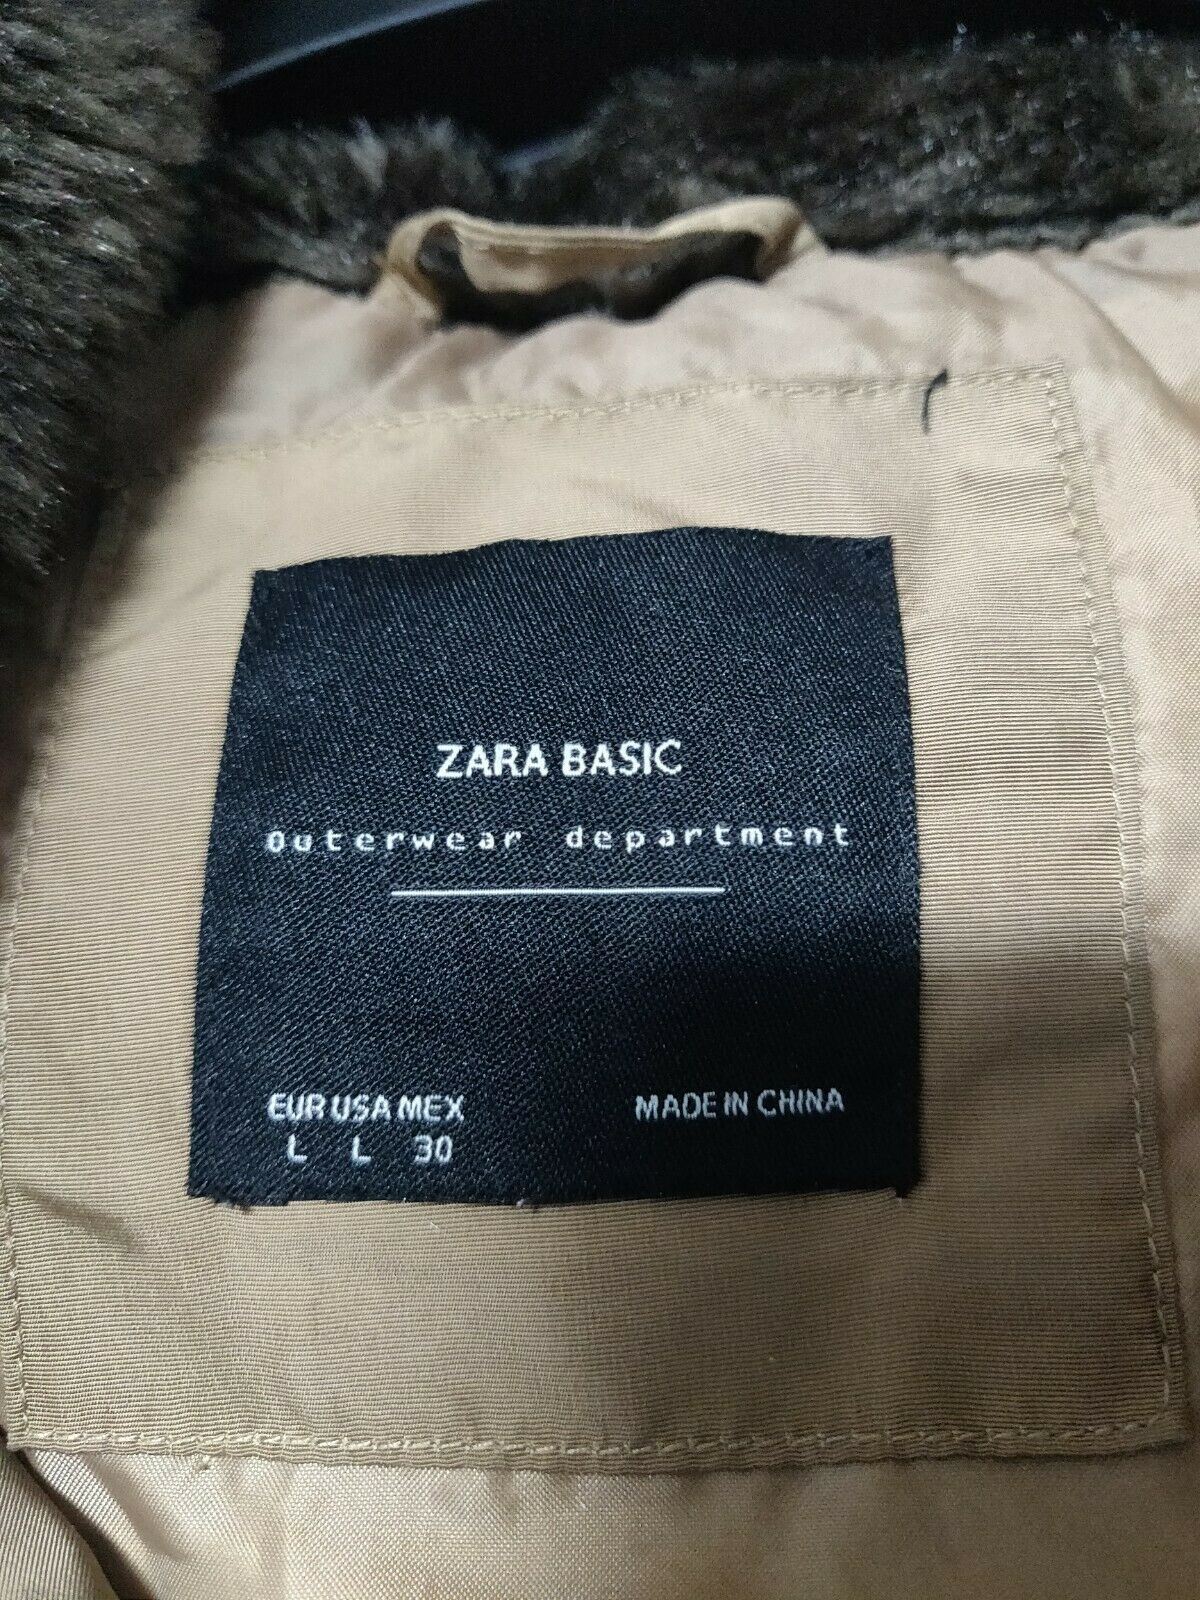 ZARA BASIC
Outerwear department
EUR USA MEX
L L 30
MADE IN CHINA